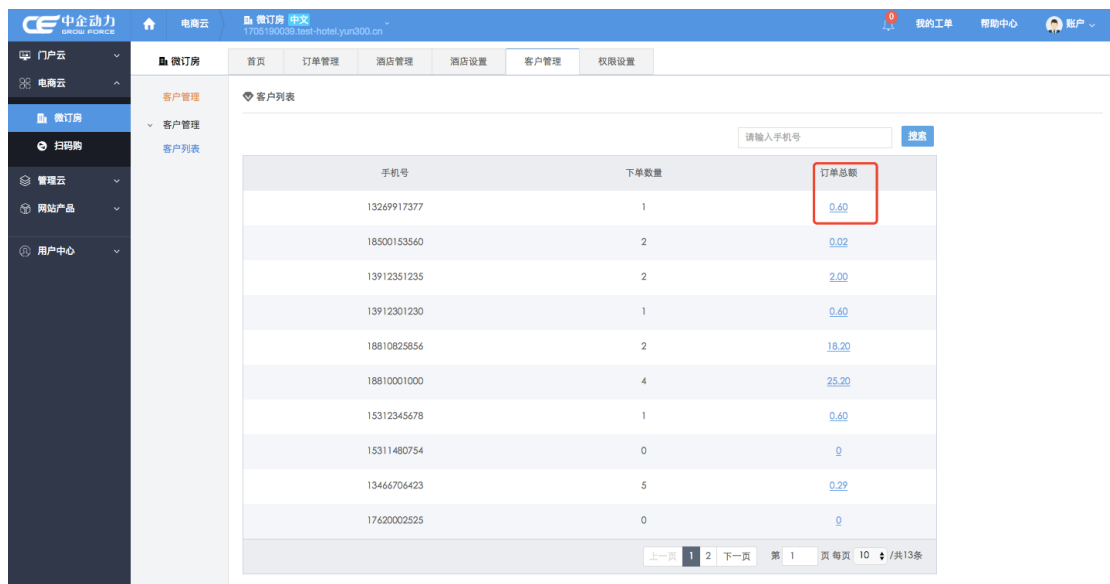 中企动力
GROW FORCE
电商云
微订房 中文
1705190039.test-hotel.yun300.cn
0
我的工单
帮助中心
账户
门户云
电商云
微订房
扫码购
管理云
网站产品
用户中心
微订房
客户管理
客户管理
客户列表
首页 订单管理 酒店管理 酒店设置 客户管理 权限设置
客户列表
请输入手机号 搜索
手机号 下单数量 订单总额
13269917377 1 0.60
18500153560 2 0.02
13912351235 2 2.00
13912301230 1 0.60
18810825856 2 18.20
18810001000 4 25.20
15312345678 1 0.60
15311480754 0 0
13466706423 5 0.29
17620002525 0 0
上一页 1 2 下一页 第 1 页 每页 10 /共13条